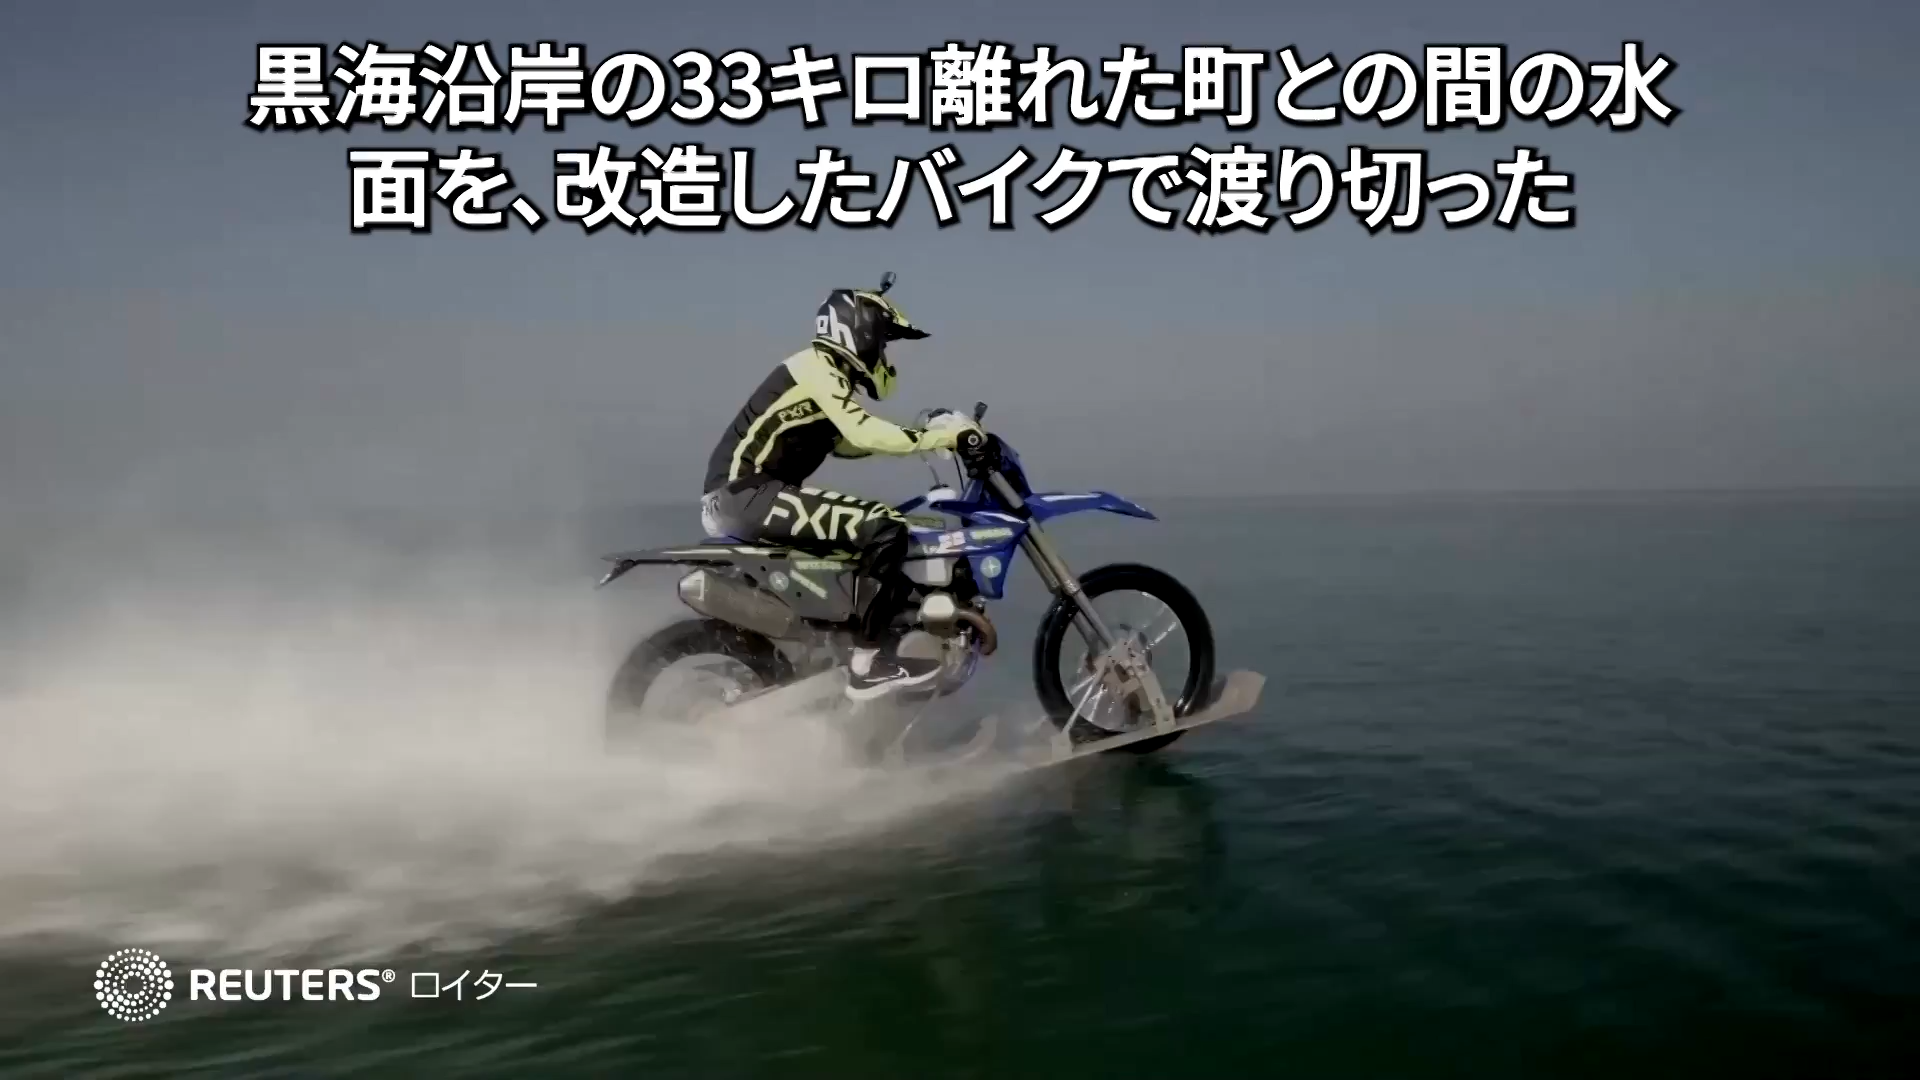 黒海沿岸の33キロ離れた町との間の水
面を、改造したバイクで渡り切った
FXR
FXR
REUTERS® ロイター